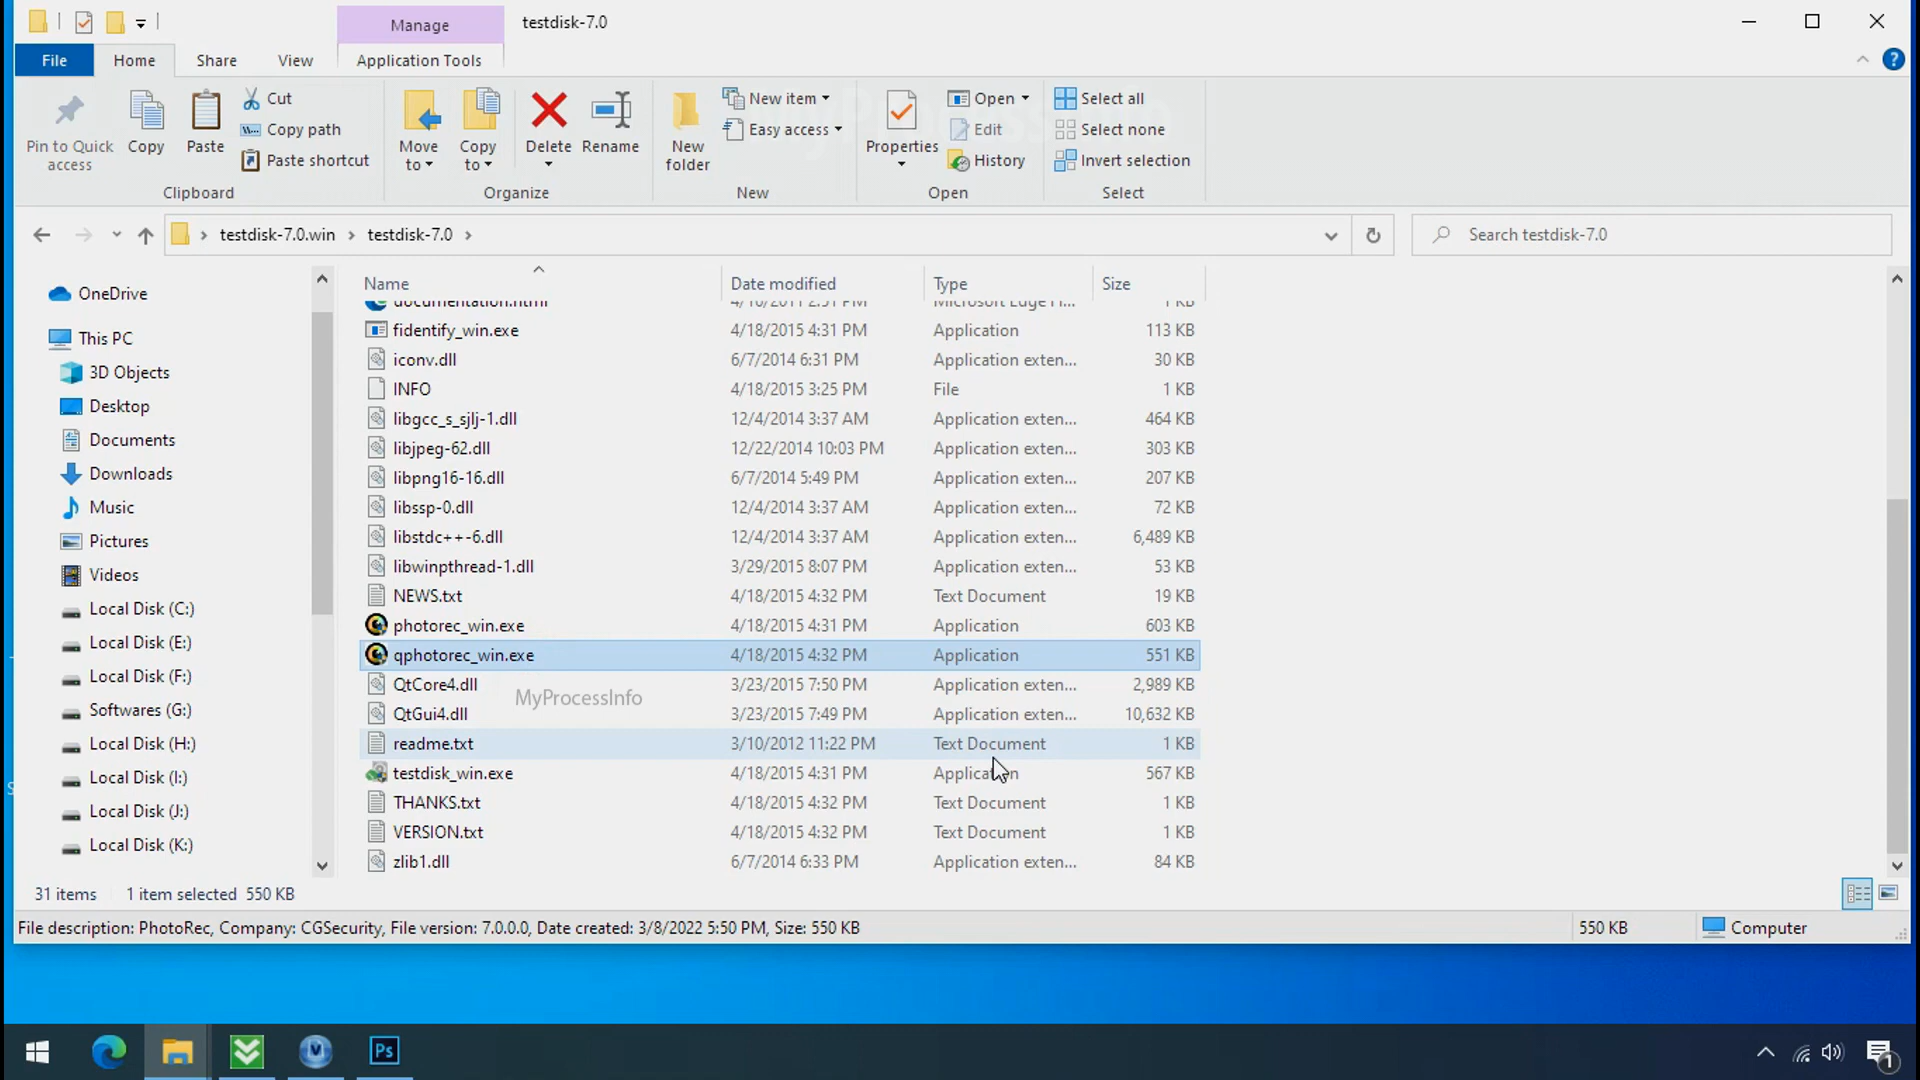 Manage
testdisk-7.0
File
Home
Share
View
Application Tools
Pin to Quick access
Copy
Paste
Cut
Copy path
Paste shortcut
Clipboard
Move to
Copy to
Delete
Rename
Organize
New folder
New item
Easy access
New
Properties
Open
Edit
History
Open
Select all
Select none
Invert selection
Select
MyProcessInfo
testdisk-7.0.win
testdisk-7.0
Search testdisk-7.0
OneDrive
This PC
3D Objects
Desktop
Documents
Downloads
Music
Pictures
Videos
Local Disk (C:)
Local Disk (E:)
Local Disk (F:)
Softwares (G:)
Local Disk (H:)
Local Disk (I:)
Local Disk (J:)
Local Disk (K:)
Name Date modified Type Size
documentation.html 4/16/2011 2:51 PM Microsoft Edge H... 1 KB
fidentify_win.exe 4/18/2015 4:31 PM Application 113 KB
iconv.dll 6/7/2014 6:31 PM Application exten... 30 KB
INFO 4/18/2015 3:25 PM File 1 KB
libgcc_s_sjlj-1.dll 12/4/2014 3:37 AM Application exten... 464 KB
libjpeg-62.dll 12/22/2014 10:03 PM Application exten... 303 KB
libpng16-16.dll 6/7/2014 5:49 PM Application exten... 207 KB
libssp-0.dll 12/4/2014 3:37 AM Application exten... 72 KB
libstdc++-6.dll 12/4/2014 3:37 AM Application exten... 6,489 KB
libwinpthread-1.dll 3/29/2015 8:07 PM Application exten... 53 KB
NEWS.txt 4/18/2015 4:32 PM Text Document 19 KB
photorec_win.exe 4/18/2015 4:31 PM Application 603 KB
qphotorec_win.exe 4/18/2015 4:32 PM Application 551 KB
QtCore4.dll 3/23/2015 7:50 PM Application exten... 2,989 KB
MyProcessInfo
QtGui4.dll 3/23/2015 7:49 PM Application exten... 10,632 KB
readme.txt 3/10/2012 11:22 PM Text Document 1 KB
testdisk_win.exe 4/18/2015 4:31 PM Application 567 KB
THANKS.txt 4/18/2015 4:32 PM Text Document 1 KB
VERSION.txt 4/18/2015 4:32 PM Text Document 1 KB
zlib1.dll 6/7/2014 6:33 PM Application exten... 84 KB
31 items 1 item selected 550 KB
File description: PhotoRec, Company: CGSecurity, File version: 7.0.0.0, Date created: 3/8/2022 5:50 PM, Size: 550 KB
550 KB
Computer
Ps
1